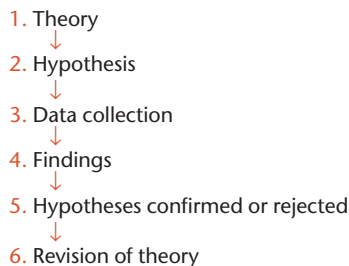 1. Theory
2. Hypothesis
3. Data collection
4. Findings
5. Hypotheses confirmed or rejected
6. Revision of theory